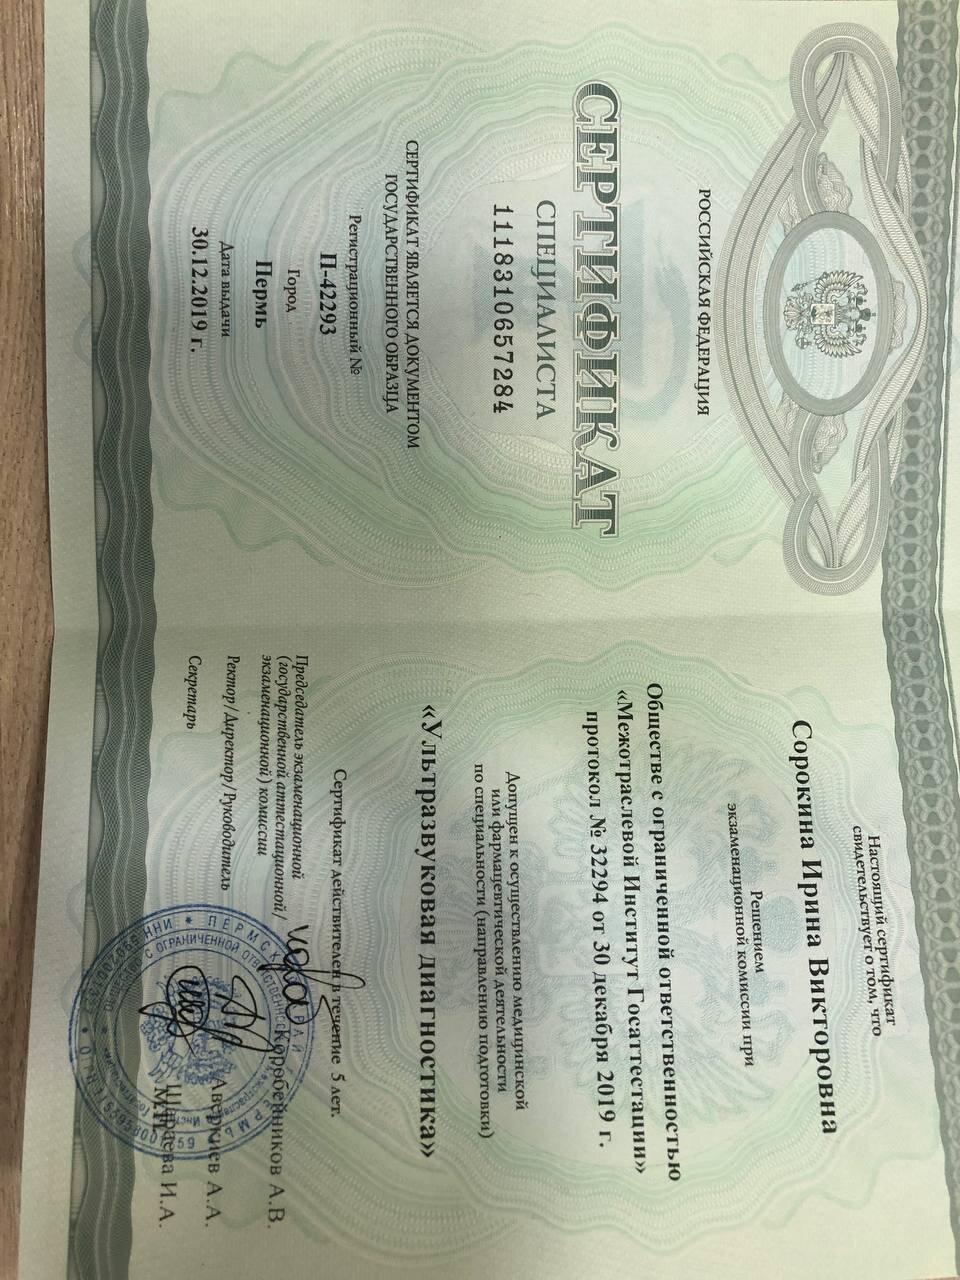 РОССИЙСКАЯ ФЕДЕРАЦИЯ
СЕРТИФИКАТ
СПЕЦИАЛИСТА
1118310657284
СЕРТИФИКАТ ЯВЛЯЕТСЯ ДОКУМЕНТОМ
ГОСУДАРСТВЕННОГО ОБРАЗЦА
Регистрационный №
П-42293
Город
Пермь
Дата выдачи
30.12.2019 г.
Настоящий сертификат
свидетельствует о том, что
Сорокина Ирина Викторовна
Решением
экзаменационной комиссии при
Обществе с ограниченной ответственностью
«Межотраслевой Институт Госаттестации»
протокол № 32294 от 30 декабря 2019 г.
Допущен к осуществлению медицинской
или фармацевтической деятельности
по специальности (направлению подготовки)
«Ультразвуковая диагностика»
Сертификат действителен в течение 5 лет.
Председатель экзаменационной
(государственной аттестационной/
экзаменационной) комиссии
Коробейников А.В.
Ректор/Директор/Руководитель
Аверкиев А.А.
Секретарь
Шираева И.А.
М.П.